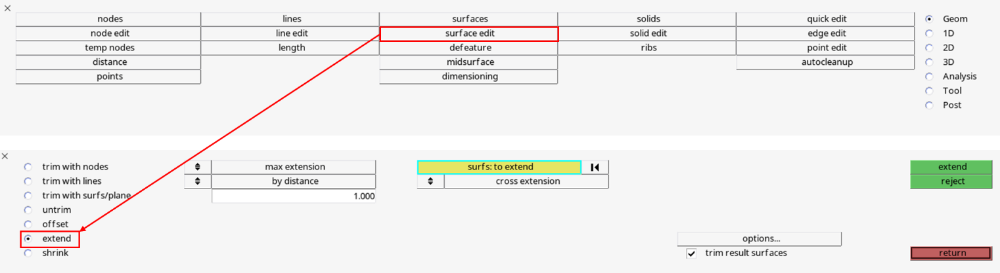 nodes lines surfaces solids quick edit Geom
node edit line edit surface edit solid edit edge edit 1D
temp nodes length defeature ribs point edit 2D
distance midsurface autocleanup 3D
points dimensioning Analysis
Tool
Post
trim with nodes max extension surfs: to extend extend
trim with lines by distance cross extension reject
trim with surfs/plane 1.000
untrim
offset
extend options...
shrink trim result surfaces return